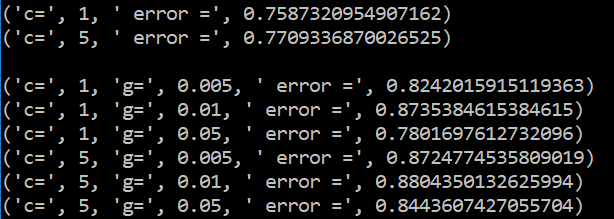 ('c=', 1, ' error =', 0.7587320954907162)
('c=', 5, ' error =', 0.7709336870026525)
('c=', 1, 'g=', 0.005, ' error =', 0.8242015915119363)
('c=', 1, 'g=', 0.01, ' error =', 0.8735384615384615)
('c=', 1, 'g=', 0.05, ' error =', 0.7801697612732096)
('c=', 5, 'g=', 0.005, ' error =', 0.8724774535809019)
('c=', 5, 'g=', 0.01, ' error =', 0.8804350132625994)
('c=', 5, 'g=', 0.05, ' error =', 0.8443607427055704)